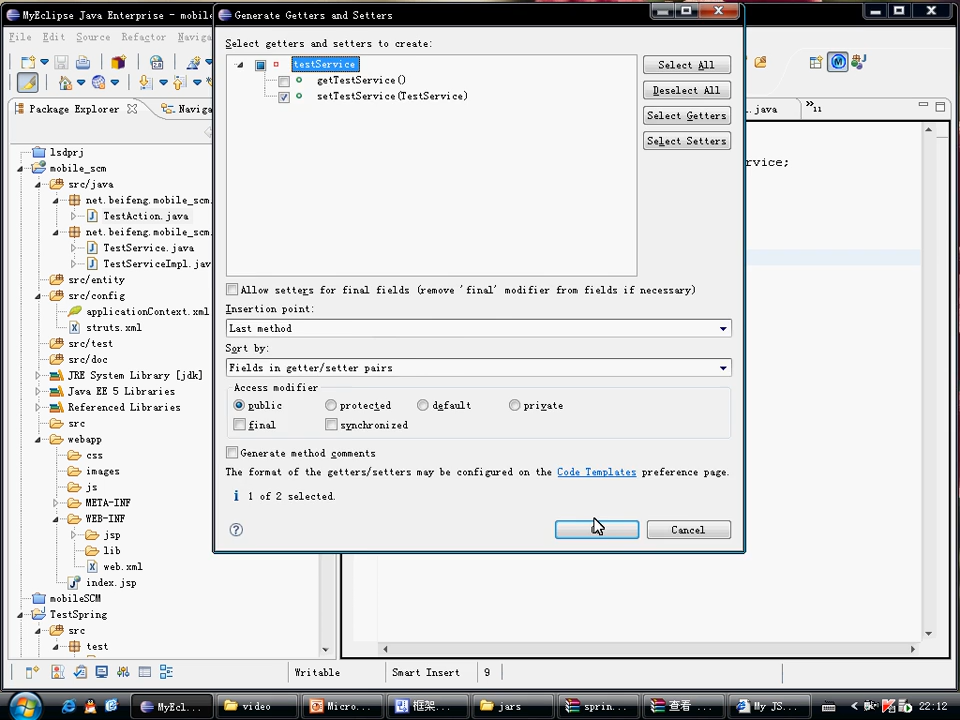 MyEclipse Java Enterprise - mobile
Generate Getters and Setters
File Edit Source Refactor Naviga
Select getters and setters to create:
testService
getTestService()
setTestService(TestService)
Select All
Deselect All
Select Getters
Select Setters
Package Explorer
Naviga
.java
»11
rvice;
lsdprj
mobile_scm
src/java
net.beifeng.mobile_scm.
TestAction.java
net.beifeng.mobile_scm.
TestService.java
TestServiceImpl.jav
src/entity
src/config
applicationContext.xml
struts.xml
src/test
src/doc
JRE System Library [jdk]
Java EE 5 Libraries
Referenced Libraries
src
webapp
css
images
js
META-INF
WEB-INF
jsp
lib
web.xml
index.jsp
mobileSCM
TestSpring
src
test
Allow setters for final fields (remove 'final' modifier from fields if necessary)
Insertion point:
Last method
Sort by:
Fields in getter/setter pairs
Access modifier
public protected default private
final synchronized
Generate method comments
The format of the getters/setters may be configured on the Code Templates preference page.
i 1 of 2 selected.
?
Cancel
Writable Smart Insert 9
MyEcl... video Micro... 框架... jars sprin... 查看 ... My JS... 22:12